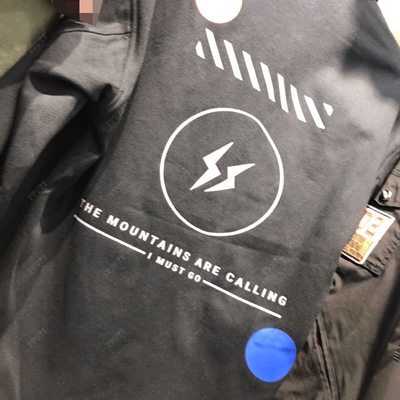 THE MOUNTAINS ARE CALLING
I MUST GO